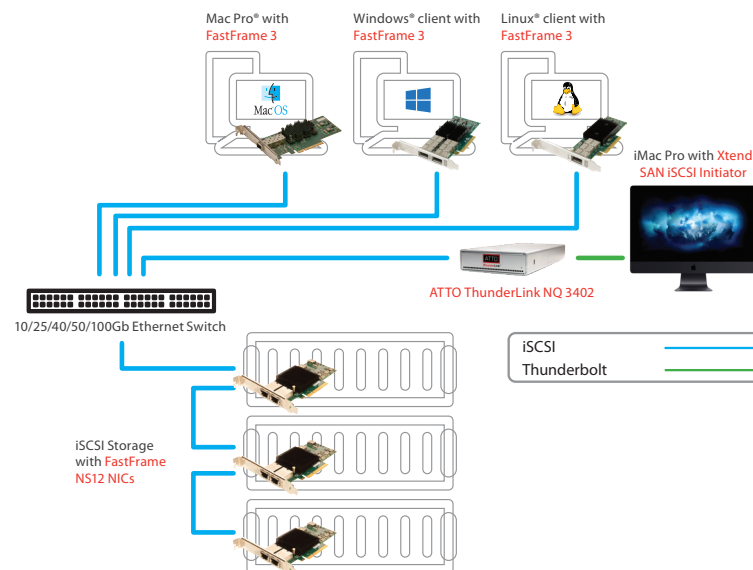 Mac Pro® with
FastFrame 3
Windows® client with
FastFrame 3
Linux® client with
FastFrame 3
Mac OS
iMac Pro with Xtend
SAN iSCSI Initiator
ATTO
ATTO ThunderLink NQ 3402
10/25/40/50/100Gb Ethernet Switch
iSCSI
Thunderbolt
iSCSI Storage
with FastFrame
NS12 NICs